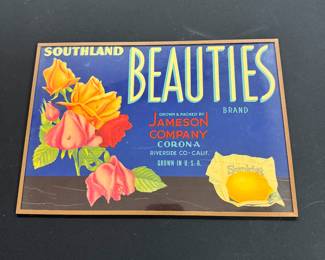 SOUTHLAND
BEAUTIES
BRAND
GROWN & PACKED BY
JAMESON
COMPANY
CORONA
RIVERSIDE CO.-CALIF.
GROWN IN U.S.A.
Sunkist